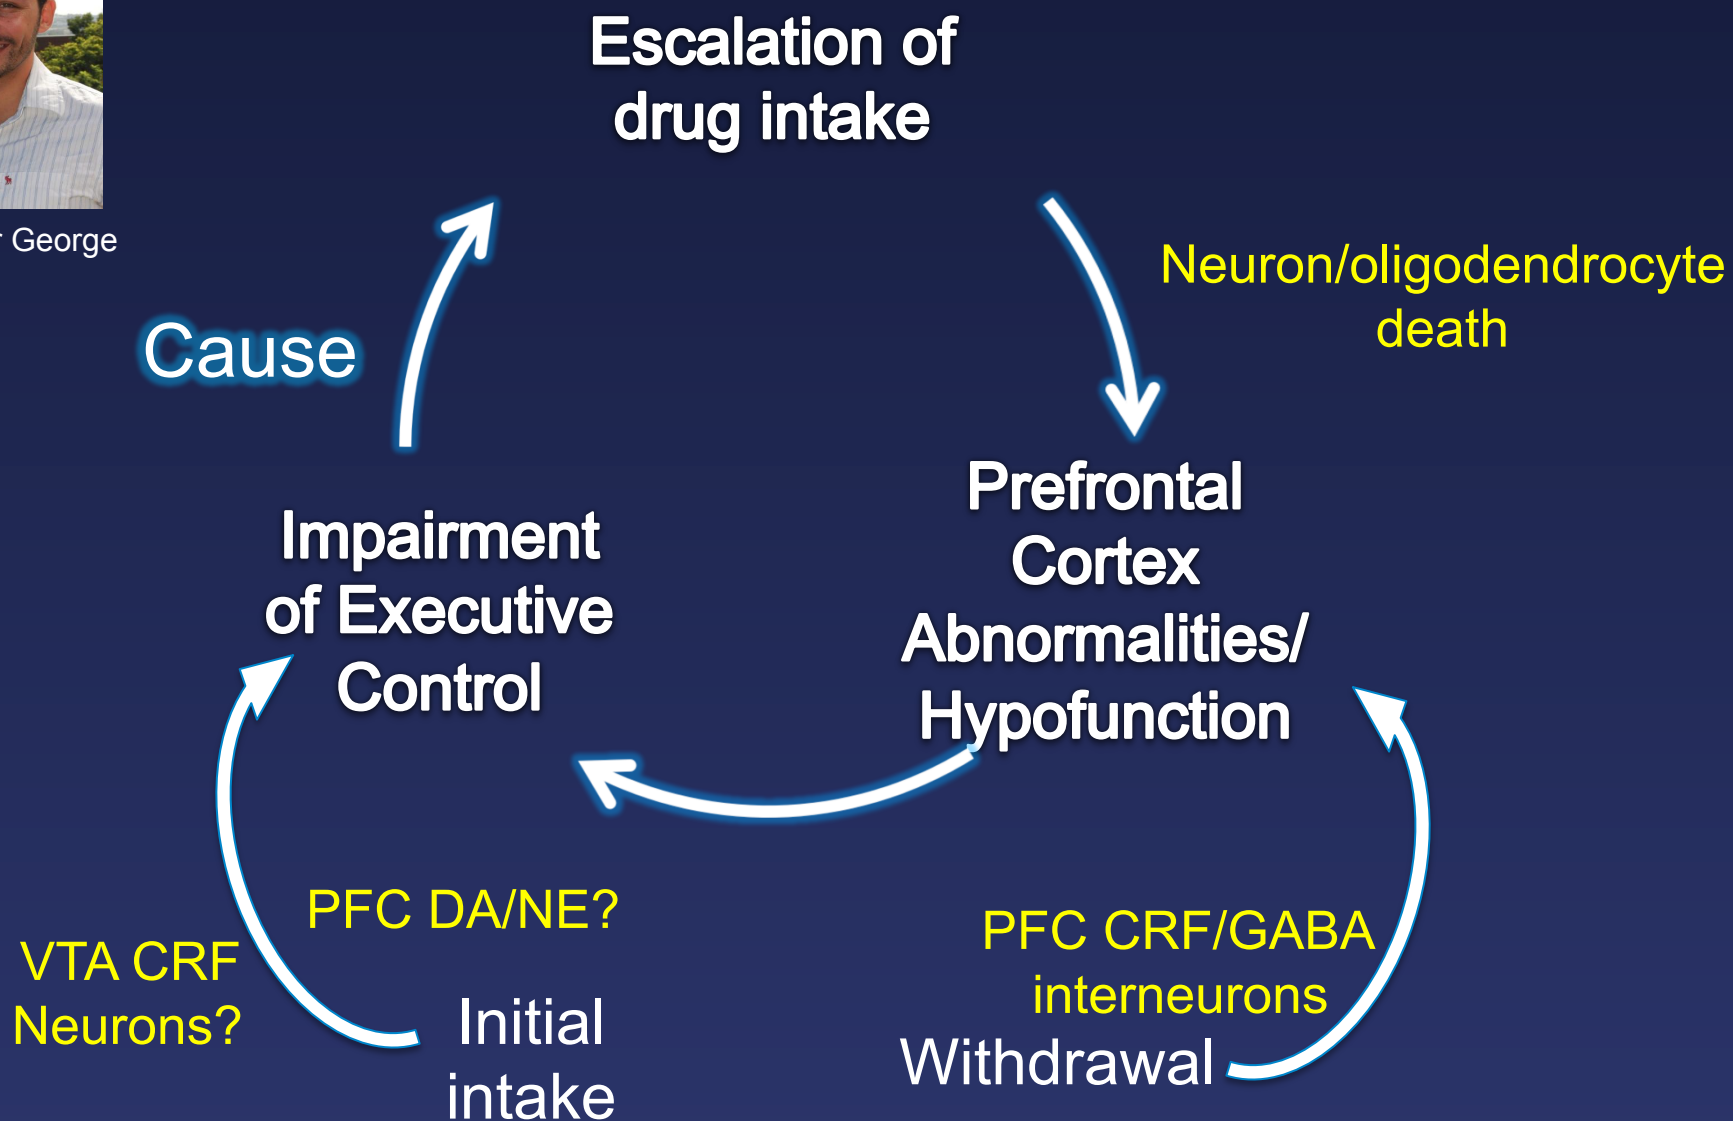 Escalation of
drug intake
George
Neuron/oligodendrocyte
death
Cause
Prefrontal
Cortex
Abnormalities/
Hypofunction
Impairment
of Executive
Control
PFC DA/NE?
VTA CRF
Neurons?
Initial
intake
PFC CRF/GABA
interneurons
Withdrawal